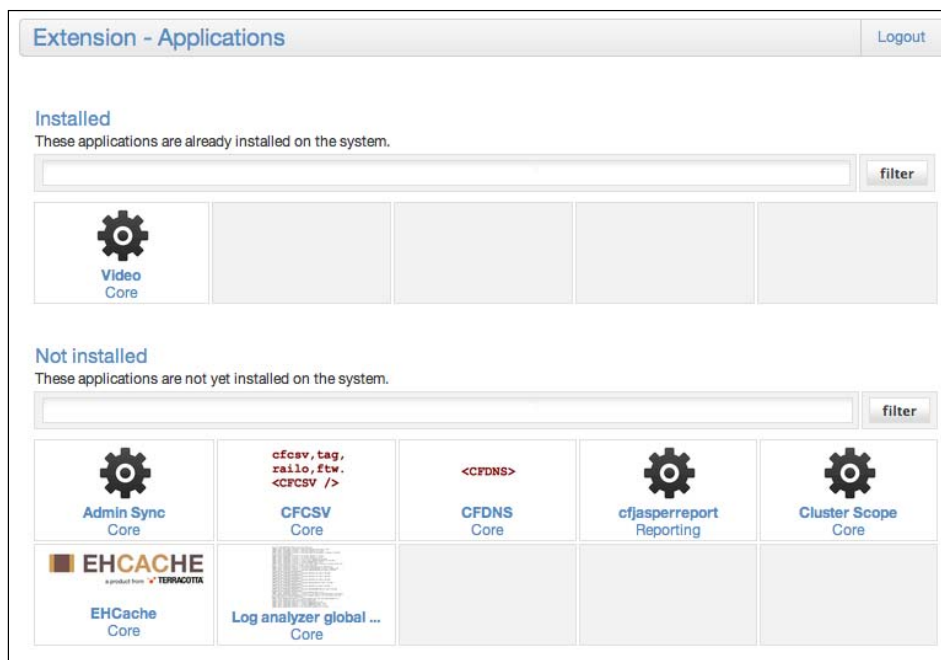 Extension - Applications
Logout
Installed
These applications are already installed on the system.
filter
Video
Core
Not installed
These applications are not yet installed on the system.
filter
cfcsv,tag,
railo,ftw.
<CFCSV />
<CFDNS>
Admin Sync
Core
CFCSV
Core
CFDNS
Core
cfjasperreport
Reporting
Cluster Scope
Core
EHCACHE
a product from TERRACOTTA
EHCache
Core
Log analyzer global ...
Core